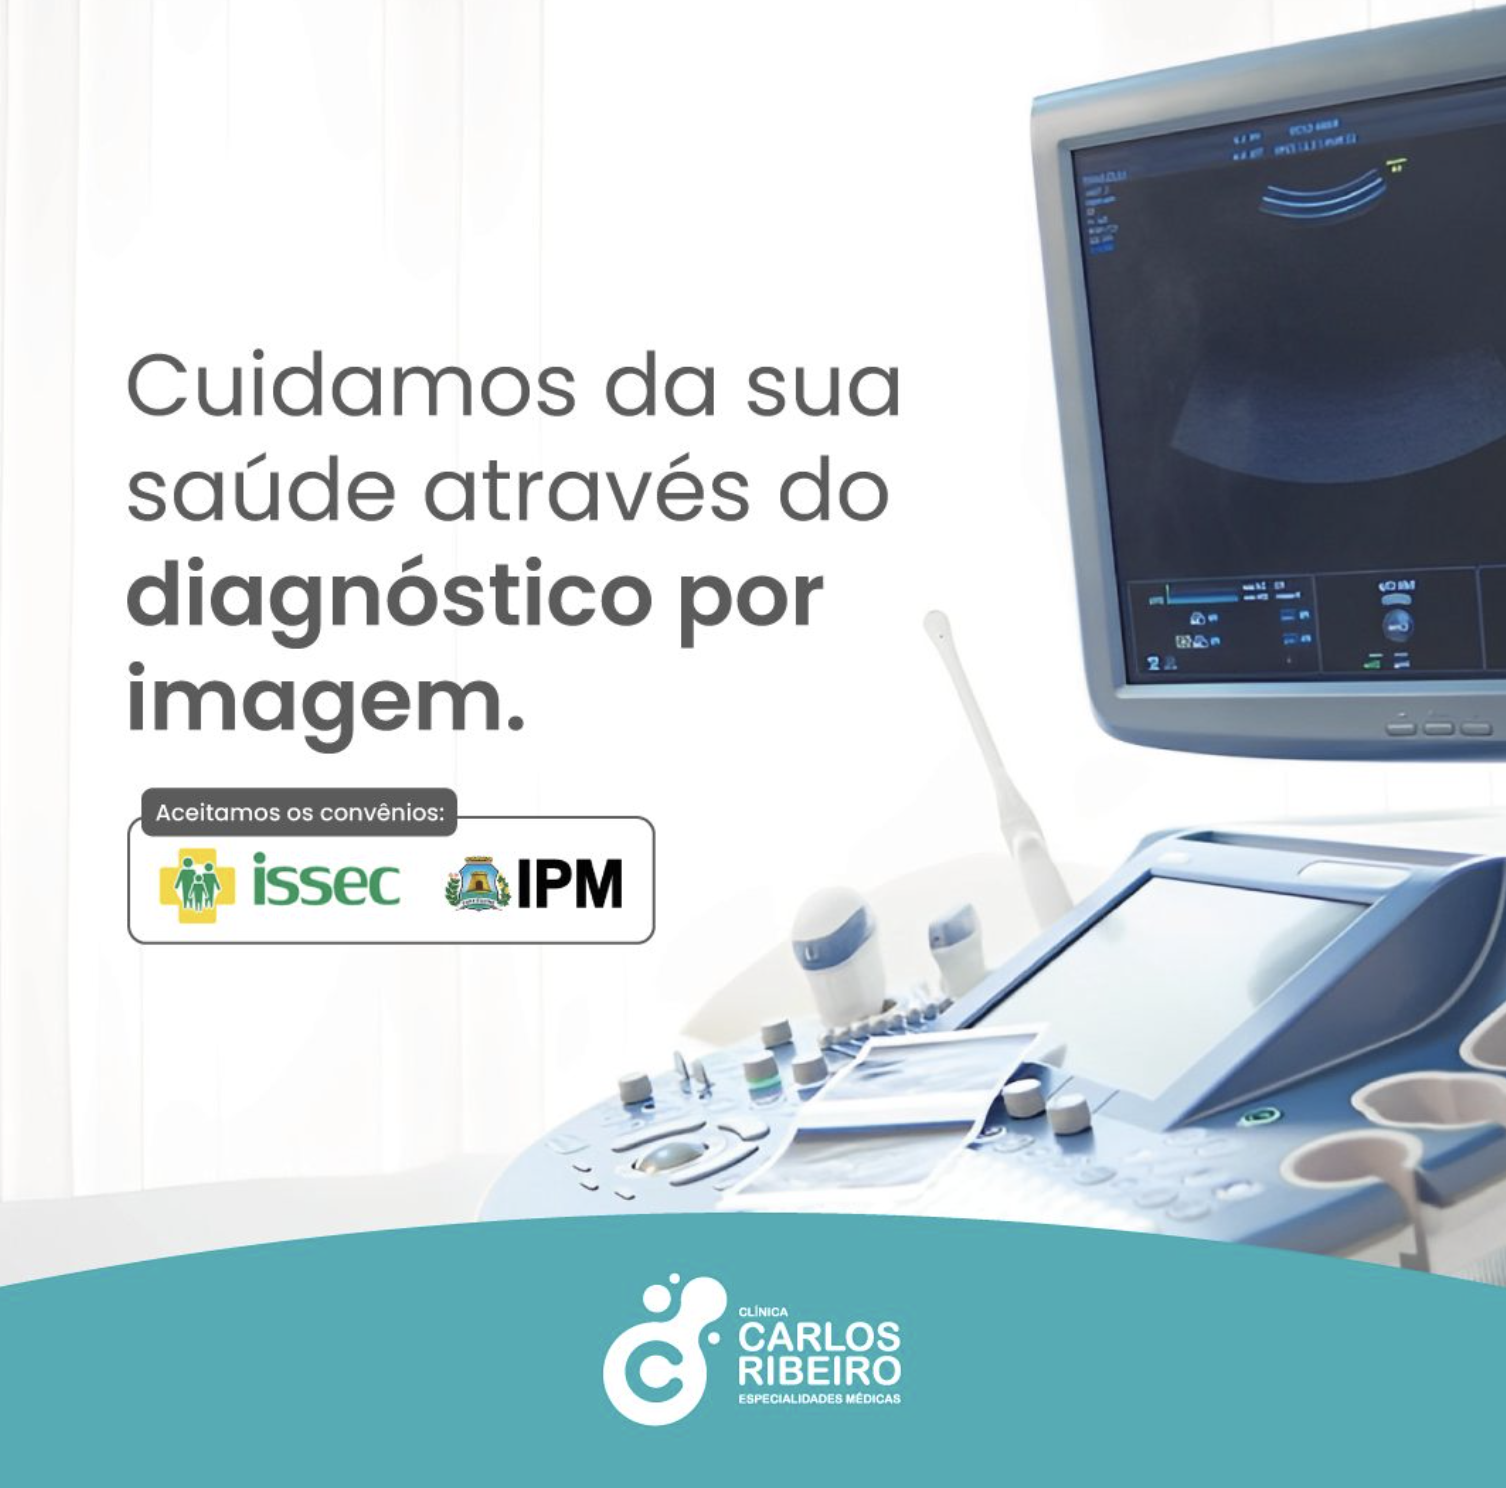 Cuidamos da sua
saúde através do
diagnóstico por
imagem.
Aceitamos os convênios:
issec
IPM
CLÍNICA
CARLOS
RIBEIRO
ESPECIALIDADES MÉDICAS